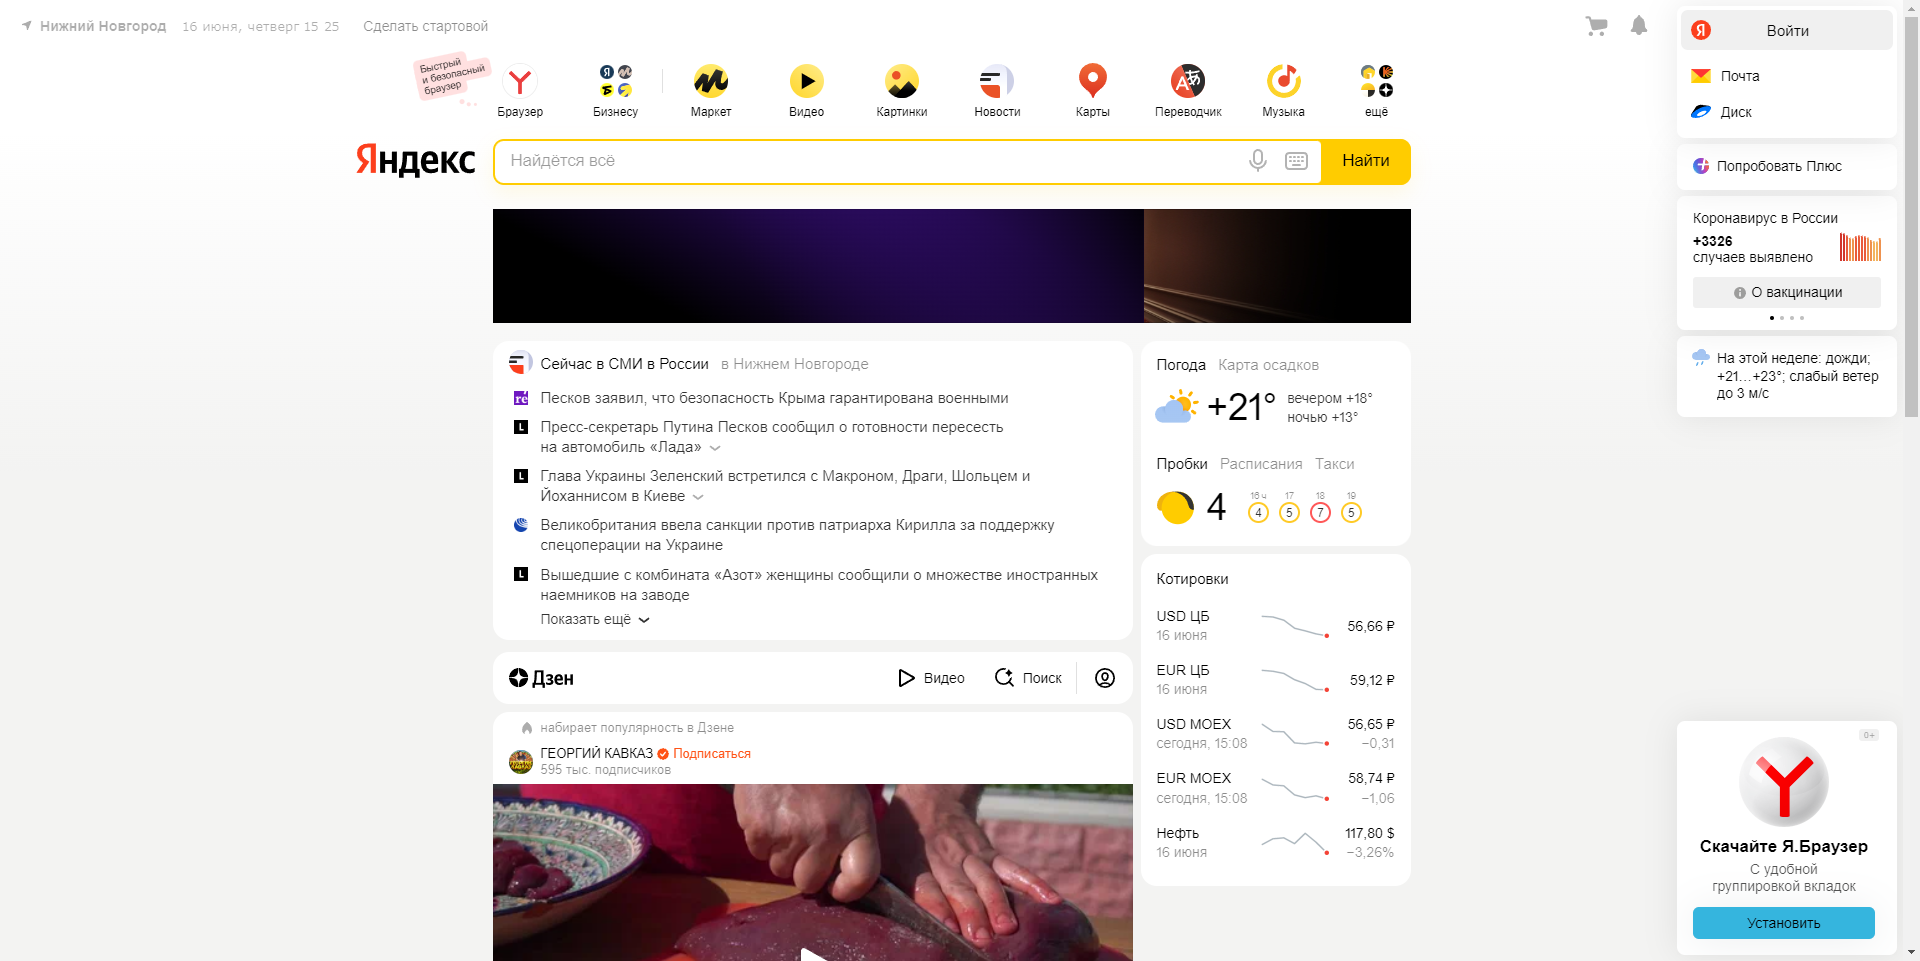 Нижний Новгород 16 июня, четверг 15 25 Сделать стартовой
Быстрый
и безопасный
браузер
Браузер Бизнесу Маркет Видео Картинки Новости Карты Переводчик Музыка ещё
Яндекс Найдётся всё Найти
Сейчас в СМИ в России в Нижнем Новгороде
Песков заявил, что безопасность Крыма гарантирована военными
Пресс-секретарь Путина Песков сообщил о готовности пересесть
на автомобиль «Лада»
Глава Украины Зеленский встретился с Макроном, Драги, Шольцем и
Йоханнисом в Киеве
Великобритания ввела санкции против патриарха Кирилла за поддержку
спецоперации на Украине
Вышедшие с комбината «Азот» женщины сообщили о множестве иностранных
наемников на заводе
Показать ещё
Дзен Видео Поиск
набирает популярность в Дзене
ГЕОРГИЙ КАВКАЗ Подписаться
595 тыс. подписчиков
Погода Карта осадков
+21° вечером +18°
ночью +13°
Пробки Расписания Такси
16 ч 17 18 19
4 4 5 7 5
Котировки
USD ЦБ 56,66 ₽
16 июня
EUR ЦБ 59,12 ₽
16 июня
USD MOEX 56,65 ₽
сегодня, 15:08 −0,31
EUR MOEX 58,74 ₽
сегодня, 15:08 −1,06
Нефть 117,80 $
16 июня −3,26%
Я Войти
Почта
Диск
Попробовать Плюс
Коронавирус в России
+3326
случаев выявлено
О вакцинации
На этой неделе: дожди;
+21…+23°; слабый ветер
до 3 м/с
0+
Скачайте Я.Браузер
С удобной
группировкой вкладок
Установить